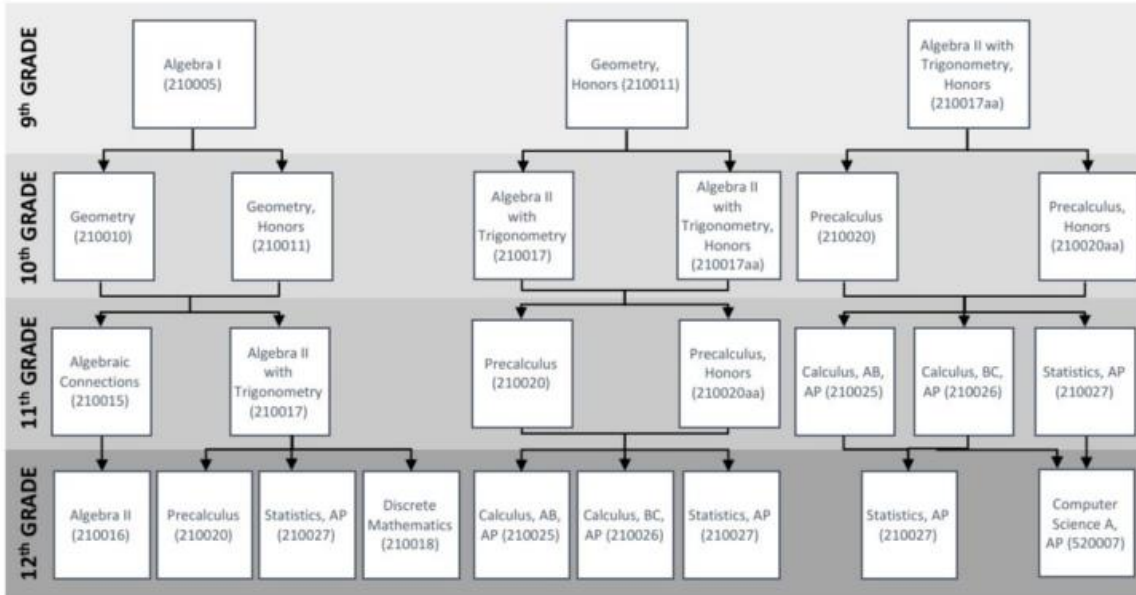 9th GRADE
Algebra I
(210005)
Geometry,
Honors (210011)
Algebra II with
Trigonometry,
Honors
(210017aa)
10th GRADE
Geometry
(210010)
Geometry,
Honors
(210011)
Algebra II
with
Trigonometry
(210017)
Algebra II
with
Trigonometry,
Honors
(210017aa)
Precalculus
(210020)
Precalculus,
Honors
(210020aa)
11th GRADE
Algebraic
Connections
(210015)
Algebra II
with
Trigonometry
(210017)
Precalculus
(210020)
Precalculus,
Honors
(210020aa)
Calculus, AB,
AP (210025)
Calculus, BC,
AP (210026)
Statistics, AP
(210027)
12th GRADE
Algebra II
(210016)
Precalculus
(210020)
Statistics, AP
(210027)
Discrete
Mathematics
(210018)
Calculus, AB,
AP (210025)
Calculus, BC,
AP (210026)
Statistics, AP
(210027)
Statistics, AP
(210027)
Computer
Science A,
AP (520007)